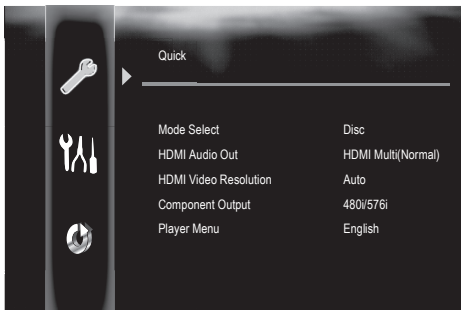 Quick
Mode Select Disc
HDMI Audio Out HDMI Multi(Normal)
HDMI Video Resolution Auto
Component Output 480i/576i
Player Menu English